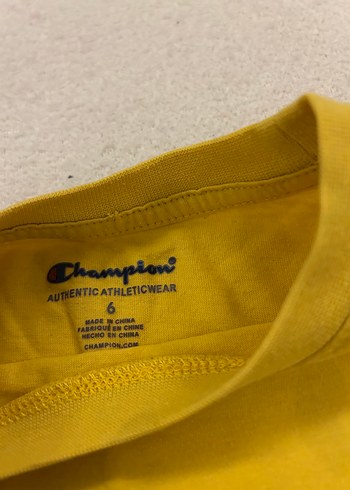 Champion
AUTHENTIC ATHLETICWEAR
6
MADE IN CHINA
FABRIQUÉ EN CHINE
HECHO EN CHINA
CHAMPION.COM